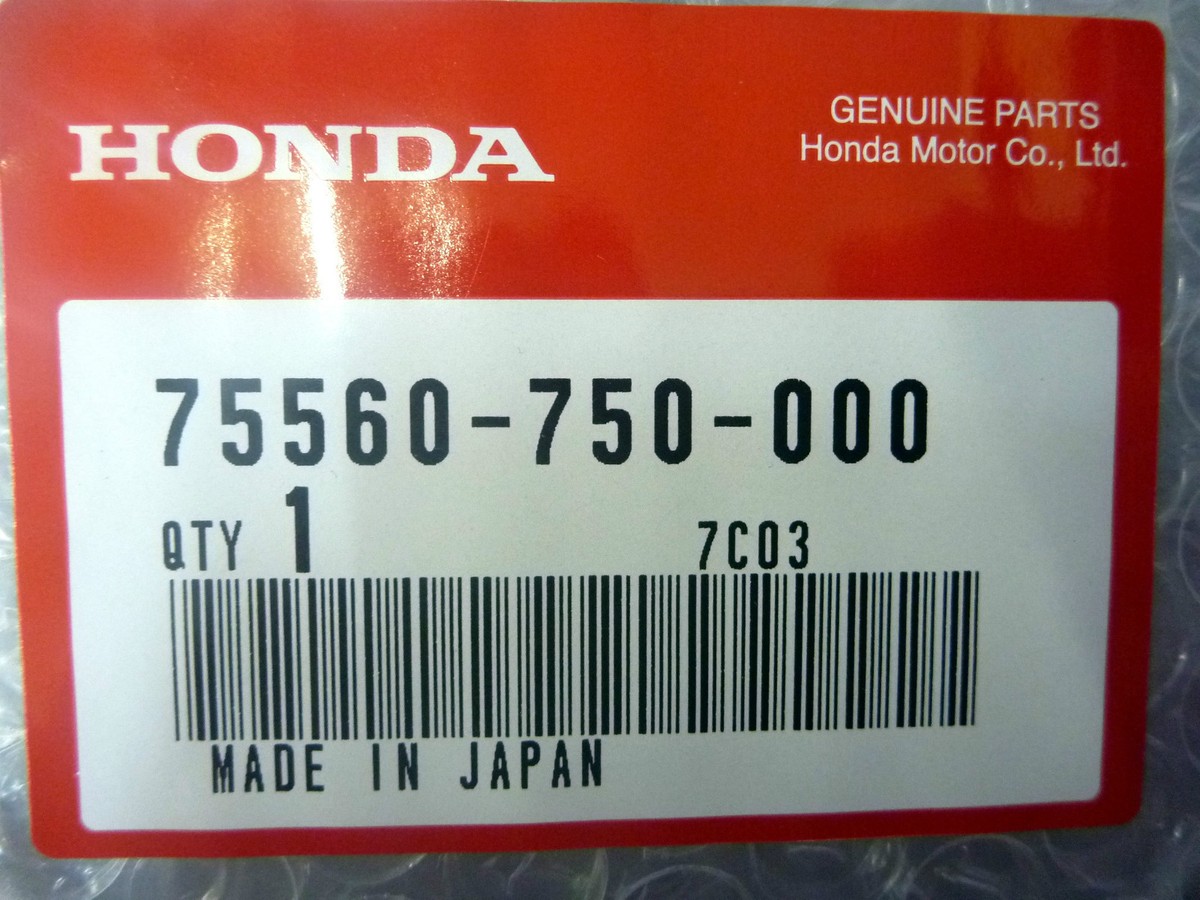 HONDA
GENUINE PARTS
Honda Motor Co., Ltd.
75560-750-000
QTY 1 7C03
MADE IN JAPAN